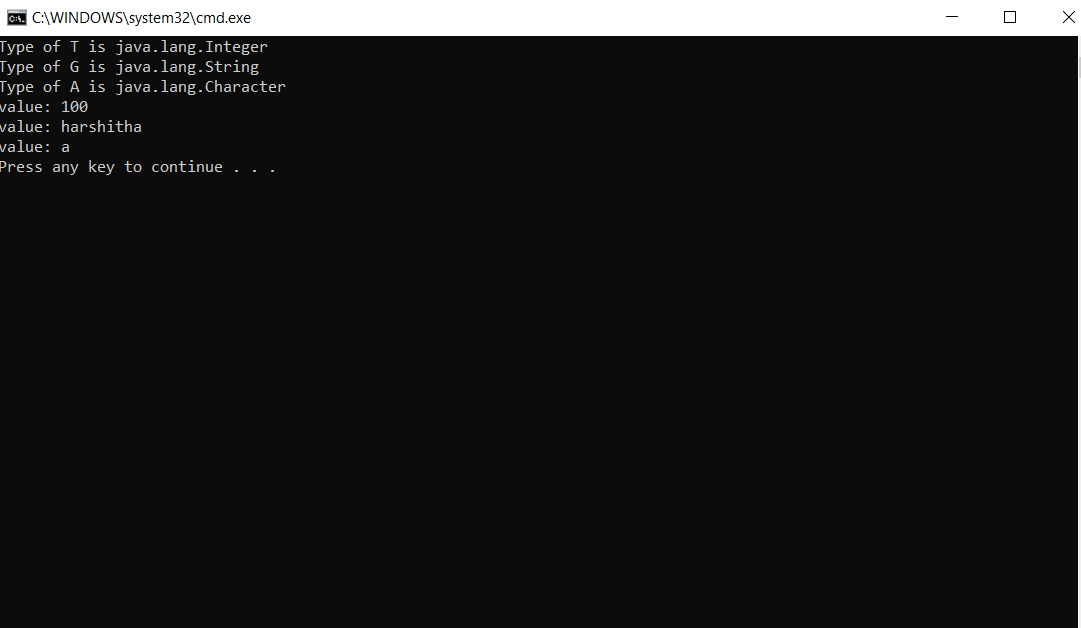 C:\WINDOWS\system32\cmd.exe
Type of T is java.lang.Integer
Type of G is java.lang.String
Type of A is java.lang.Character
value: 100
value: harshitha
value: a
Press any key to continue . . .